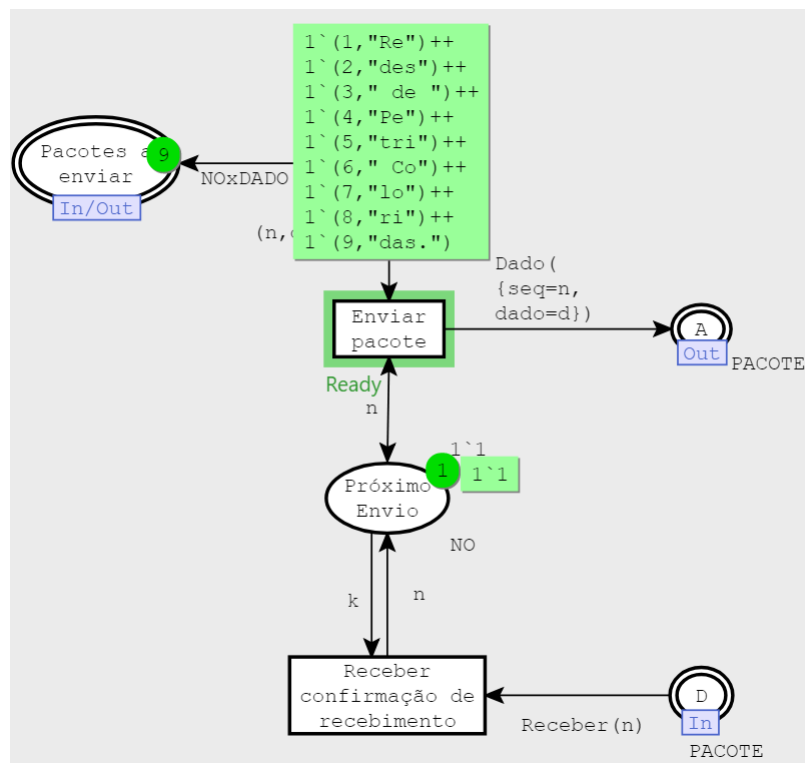 1`(1,"Re")++
1`(2,"des")++
1`(3," de ")++
1`(4,"Pe")++
1`(5,"tri")++
1`(6," Co")++
1`(7,"lo")++
1`(8,"ri")++
1`(9,"das.")
Pacotes a
9
enviar
In/Out
NOxDADO
(n,
Dado(
{seq=n,
dado=d})
Enviar
pacote
A
Out
PACOTE
Ready
n
1`1
1
1`1
Próximo
Envio
NO
k
n
Receber
confirmação de
recebimento
D
In
Receber(n)
PACOTE